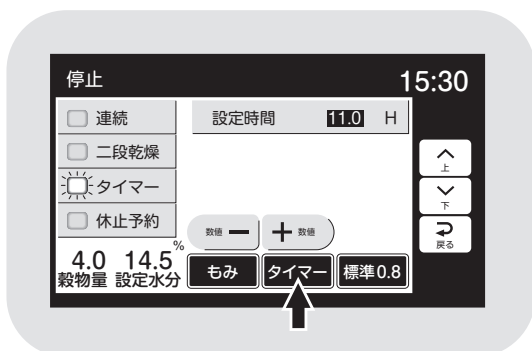 停止 15:30
連続 設定時間 11.0 H
二段乾燥
タイマー
休止予約
上
下
戻る
数値 − + 数値
4.0 14.5%
穀物量 設定水分
もみ タイマー 標準0.8